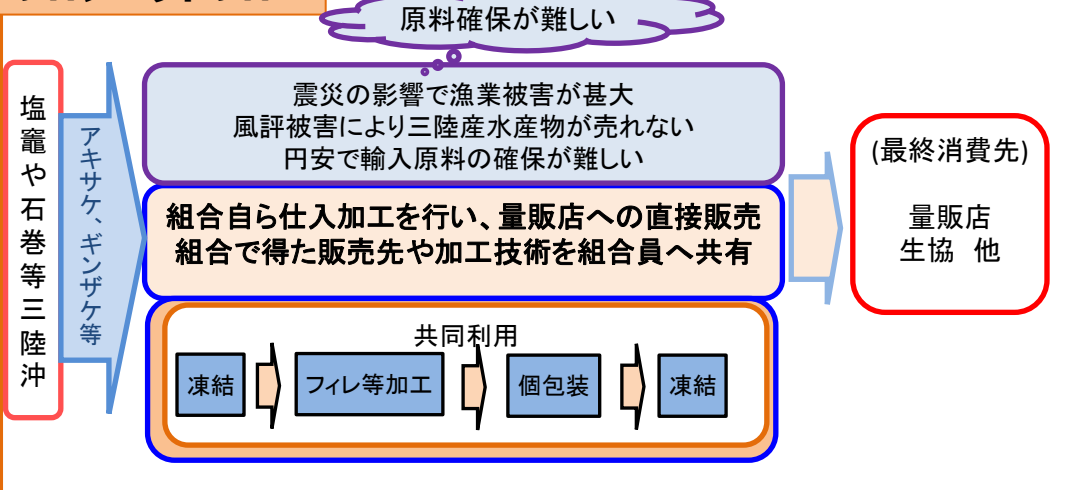 原料確保が難しい
震災の影響で漁業被害が甚大
風評被害により三陸産水産物が売れない
円安で輸入原料の確保が難しい
塩竈や石巻等三陸沖
アキサケ、ギンザケ等
組合自ら仕入加工を行い、量販店への直接販売
組合で得た販売先や加工技術を組合員へ共有
共同利用
凍結
フィレ等加工
個包装
凍結
(最終消費先)
量販店
生協 他